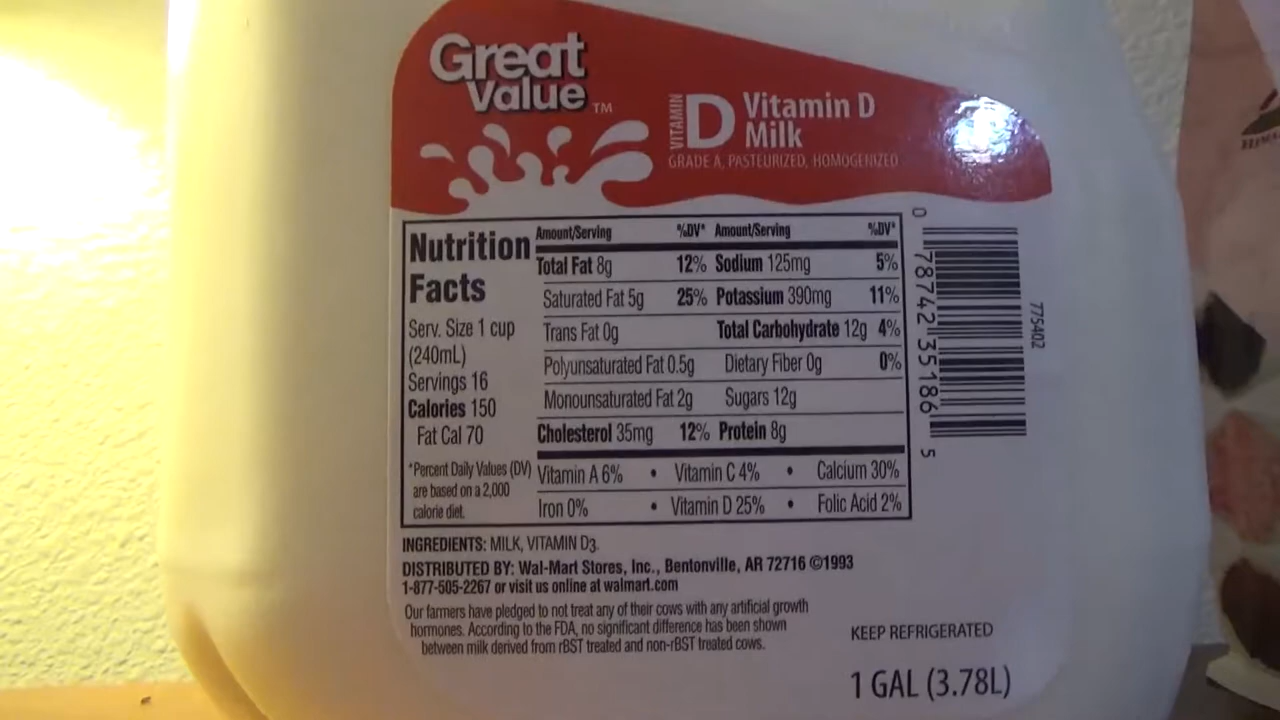 Great
Value TM
VITAMIN D
Vitamin D
Milk
GRADE A, PASTEURIZED, HOMOGENIZED
Nutrition
Facts
Serv. Size 1 cup
(240mL)
Servings 16
Calories 150
Fat Cal 70
*Percent Daily Values (DV)
are based on a 2,000
calorie diet.
Amount/Serving %DV* Amount/Serving %DV*
Total Fat 8g 12% Sodium 125mg 5%
Saturated Fat 5g 25% Potassium 390mg 11%
Trans Fat 0g Total Carbohydrate 12g 4%
Polyunsaturated Fat 0.5g Dietary Fiber 0g 0%
Monounsaturated Fat 2g Sugars 12g
Cholesterol 35mg 12% Protein 8g
Vitamin A 6% • Vitamin C 4% • Calcium 30%
Iron 0% • Vitamin D 25% • Folic Acid 2%
0 78742 35186 5
775402
INGREDIENTS: MILK, VITAMIN D3.
DISTRIBUTED BY: Wal-Mart Stores, Inc., Bentonville, AR 72716 ©1993
1-877-505-2267 or visit us online at walmart.com
Our farmers have pledged to not treat any of their cows with any artificial growth
hormones. According to the FDA, no significant difference has been shown
between milk derived from rBST treated and non-rBST treated cows.
KEEP REFRIGERATED
1 GAL (3.78L)